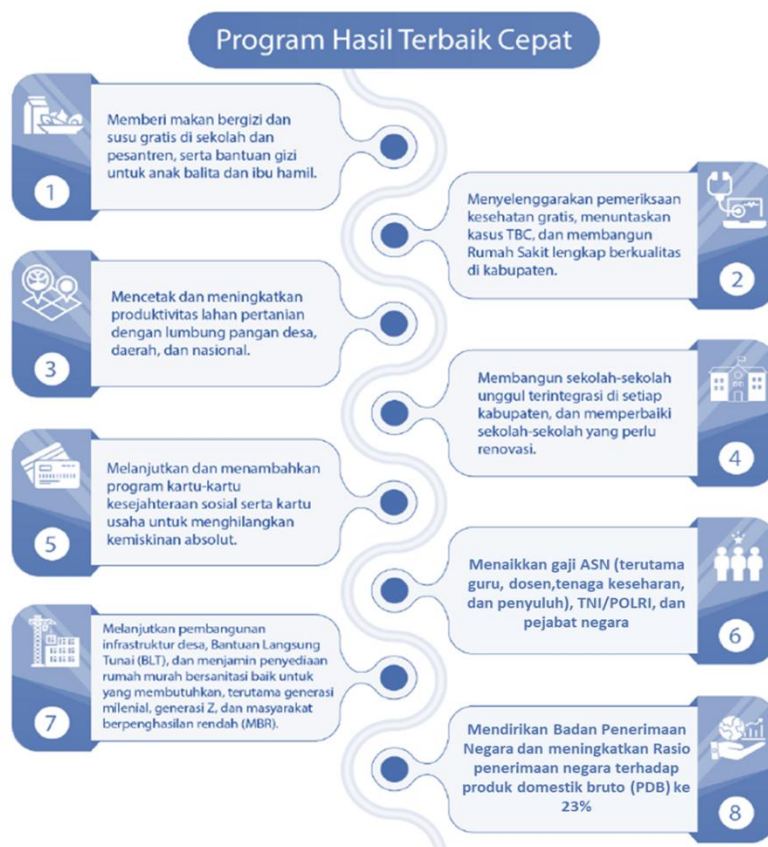 Program Hasil Terbaik Cepat
Memberi makan bergizi dan
susu gratis di sekolah dan
pesantren, serta bantuan gizi
untuk anak balita dan ibu hamil.
1
Menyelenggarakan pemeriksaan
kesehatan gratis, menuntaskan
kasus TBC, dan membangun
Rumah Sakit lengkap berkualitas
di kabupaten.
2
Mencetak dan meningkatkan
produktivitas lahan pertanian
dengan lumbung pangan desa,
daerah, dan nasional.
3
Membangun sekolah-sekolah
unggul terintegrasi di setiap
kabupaten, dan memperbaiki
sekolah-sekolah yang perlu
renovasi.
4
Melanjutkan dan menambahkan
program kartu-kartu
kesejahteraan sosial serta kartu
usaha untuk menghilangkan
kemiskinan absolut.
5
Menaikkan gaji ASN (terutama
guru, dosen,tenaga keseharan,
dan penyuluh), TNI/POLRI, dan
pejabat negara
6
Melanjutkan pembangunan
infrastruktur desa, Bantuan Langsung
Tunai (BLT), dan menjamin penyediaan
rumah murah bersanitasi baik untuk
yang membutuhkan, terutama generasi
milenial, generasi Z, dan masyarakat
berpenghasilan rendah (MBR).
7
Mendirikan Badan Penerimaan
Negara dan meningkatkan Rasio
penerimaan negara terhadap
produk domestik bruto (PDB) ke
23%
8